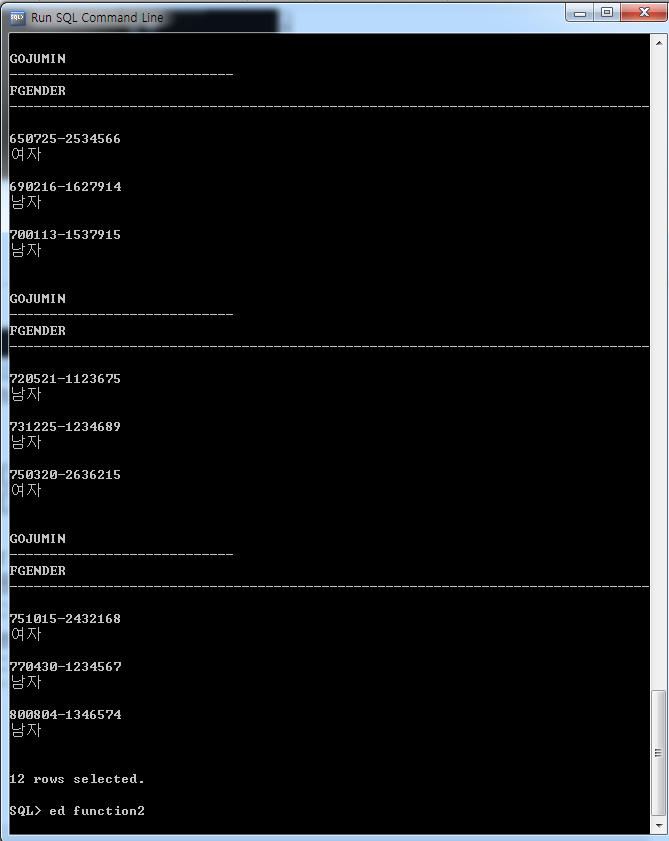 Run SQL Command Line
GOJUMIN
----------------------------
FGENDER
--------------------------------------------------------------------------------
650725-2534566
여자
690216-1627914
남자
700113-1537915
남자
GOJUMIN
----------------------------
FGENDER
--------------------------------------------------------------------------------
720521-1123675
남자
731225-1234689
남자
750320-2636215
여자
GOJUMIN
----------------------------
FGENDER
--------------------------------------------------------------------------------
751015-2432168
여자
770430-1234567
남자
800804-1346574
남자
12 rows selected.
SQL> ed function2